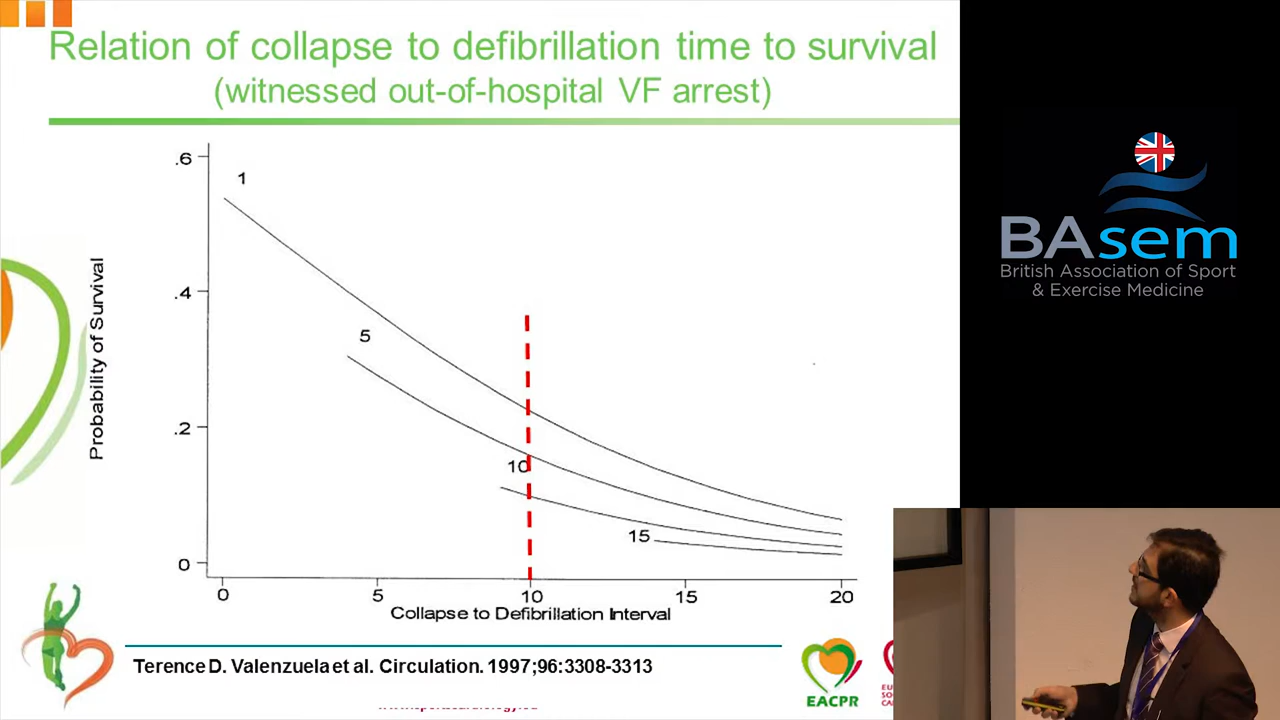 Relation of collapse to defibrillation time to survival
(witnessed out-of-hospital VF arrest)
.6
.4
.2
0
Probability of Survival
1
5
10
15
0 5 10 15 20
Collapse to Defibrillation Interval
Terence D. Valenzuela et al. Circulation. 1997;96:3308-3313
EACPR
BAsem
British Association of Sport
& Exercise Medicine